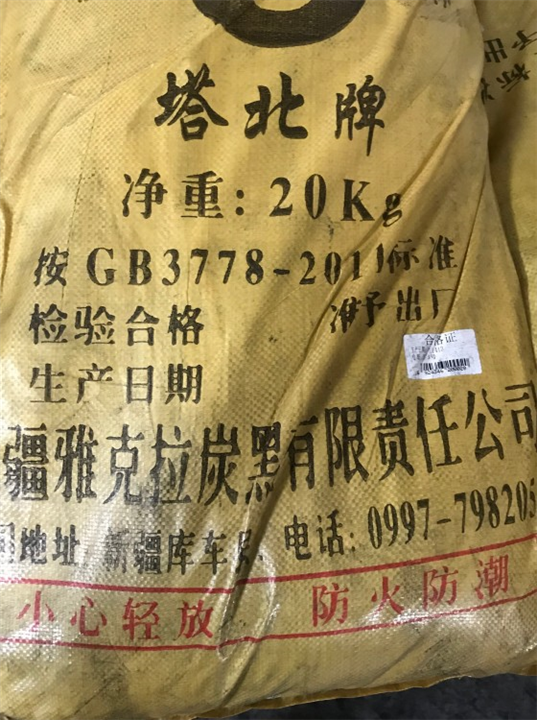 塔北牌
净重: 20Kg
按GB3778-2011标准
检验合格 准予出厂
生产日期
合格证
疆雅克拉炭黑有限责任公司
地址 新疆库车县 电话: 0997-798205
小心轻放 防火防潮